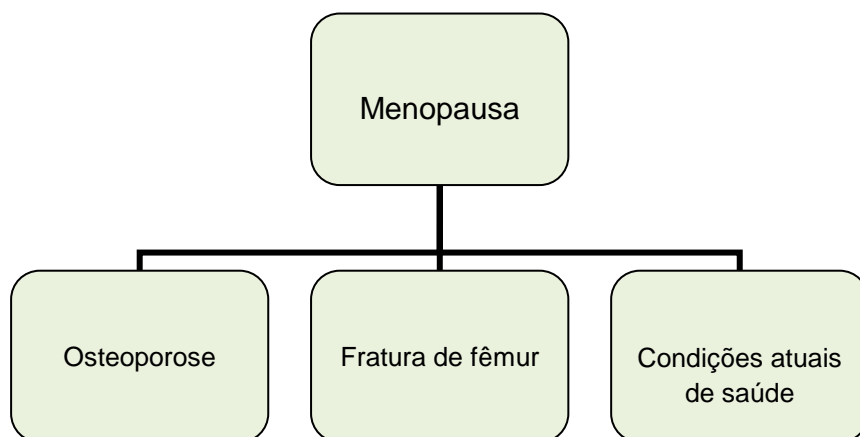 Menopausa
Osteoporose
Fratura de fêmur
Condições atuais
de saúde